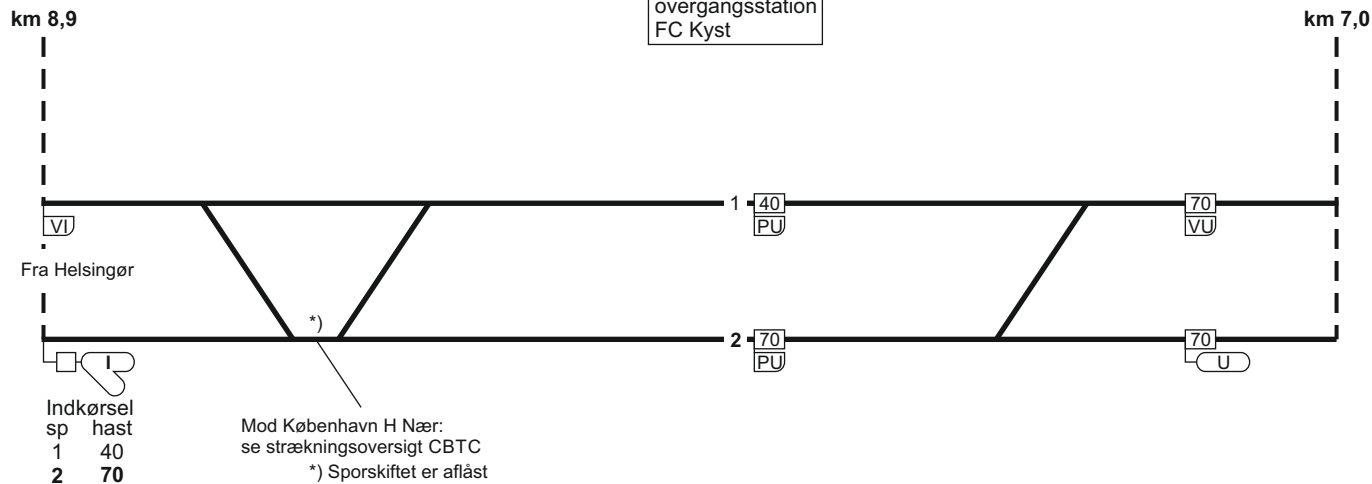 km 8,9
overgangsstation
FC Kyst
km 7,0
1
40
70
VI
PU
VU
Fra Helsingør
*)
2
70
70
PU
I
U
Indkørsel
sp hast
1 40
2 70
Mod København H Nær:
se strækningsoversigt CBTC
*) Sporskiftet er aflåst